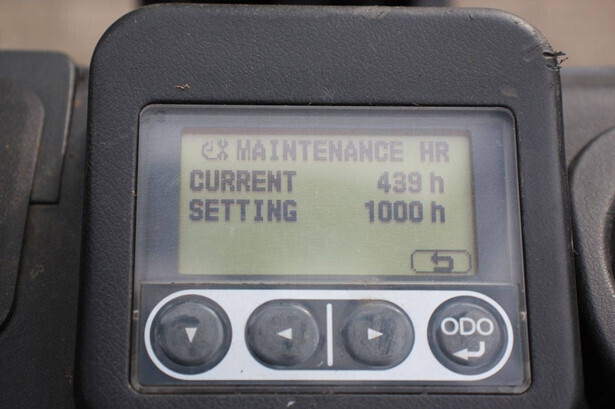 MAINTENANCE HR
CURRENT 439 h
SETTING 1000 h
ODO